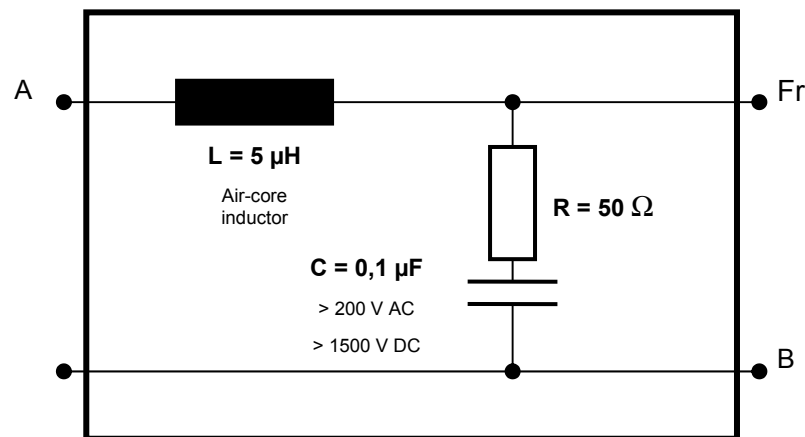 A
Fr
L = 5 µH
Air-core
inductor
R = 50 Ω
C = 0,1 µF
> 200 V AC
> 1500 V DC
B